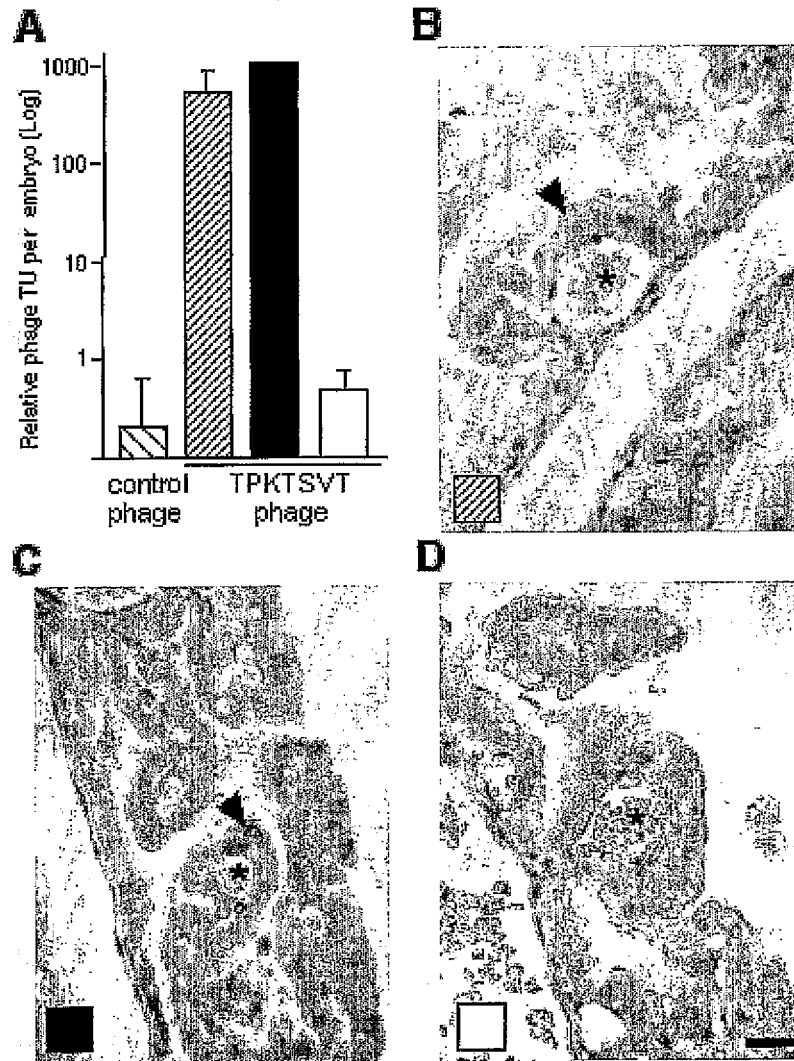 A
Relative phage TU per embryo (Log)
1000
100
10
1
control
phage
TPKTSVT
phage
B
*
C
*
D
*